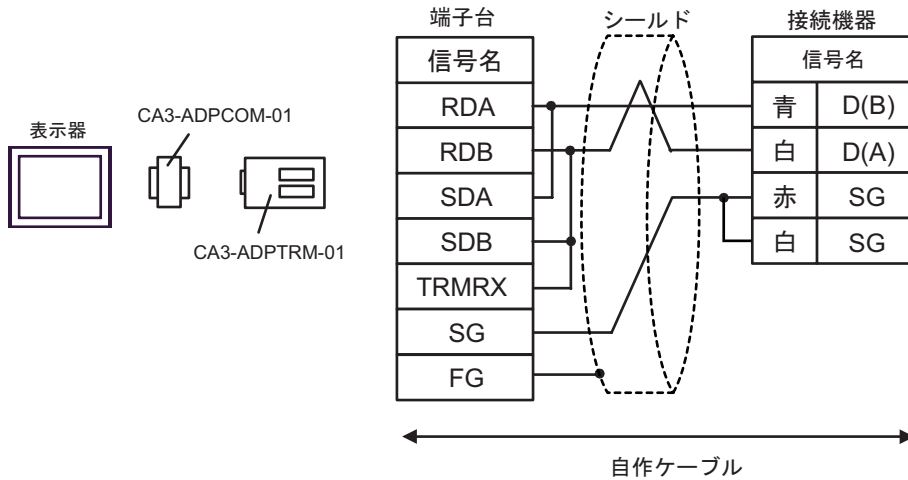 表示器
CA3-ADPCOM-01
CA3-ADPTRM-01
端子台
信号名
RDA
RDB
SDA
SDB
TRMRX
SG
FG
シールド
接続機器
信号名
青 D(B)
白 D(A)
赤 SG
白 SG
自作ケーブル